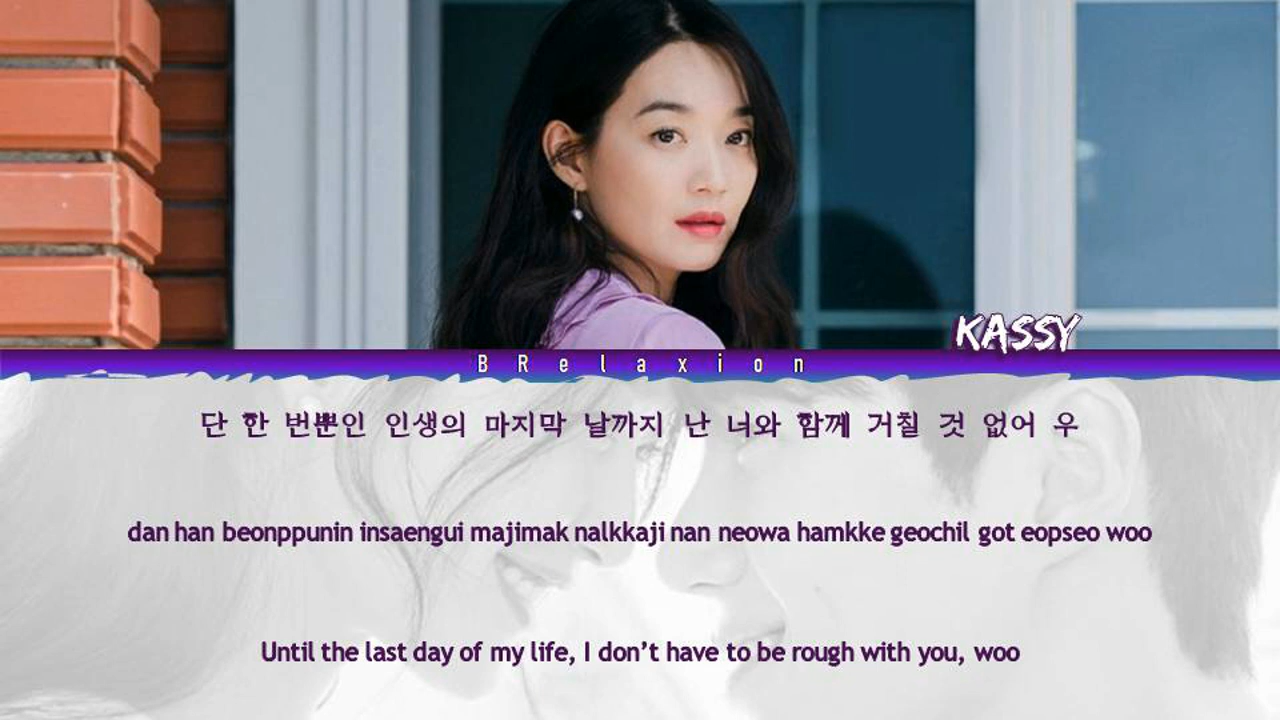 KASSY
BRelaxion
단 한 번뿐인 인생의 마지막 날까지 난 너와 함께 거칠 것 없어 우
dan han beonppunin insaengui majimak nalkkaji nan neowa hamkke geochil got eopseo woo
Until the last day of my life, I don't have to be rough with you, woo